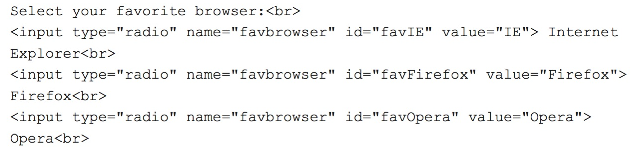 Select your favorite browser:<br>
<input type="radio" name="favbrowser" id="favIE" value="IE"> Internet
Explorer<br>
<input type="radio" name="favbrowser" id="favFirefox" value="Firefox">
Firefox<br>
<input type="radio" name="favbrowser" id="favOpera" value="Opera">
Opera<br>